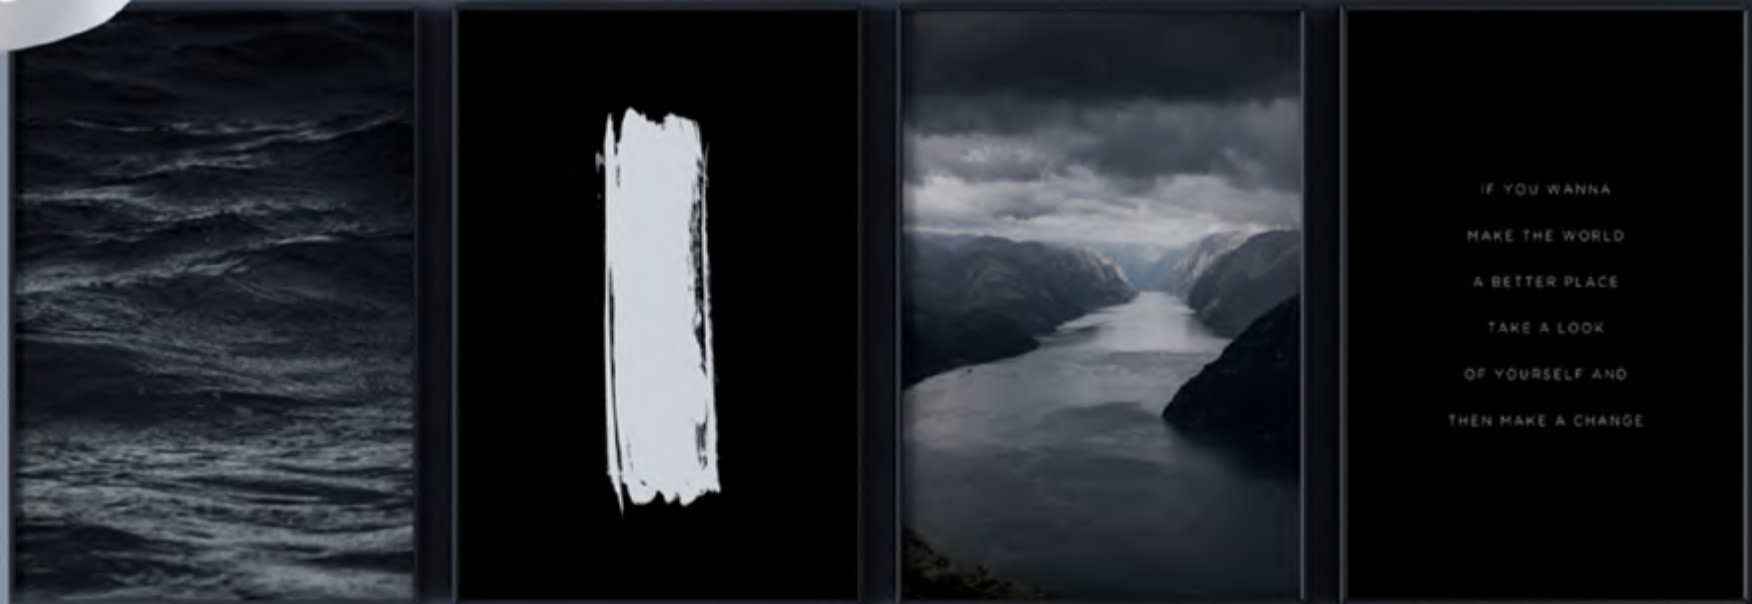 IF YOU WANNA
MAKE THE WORLD
A BETTER PLACE
TAKE A LOOK
OF YOURSELF AND
THEN MAKE A CHANGE